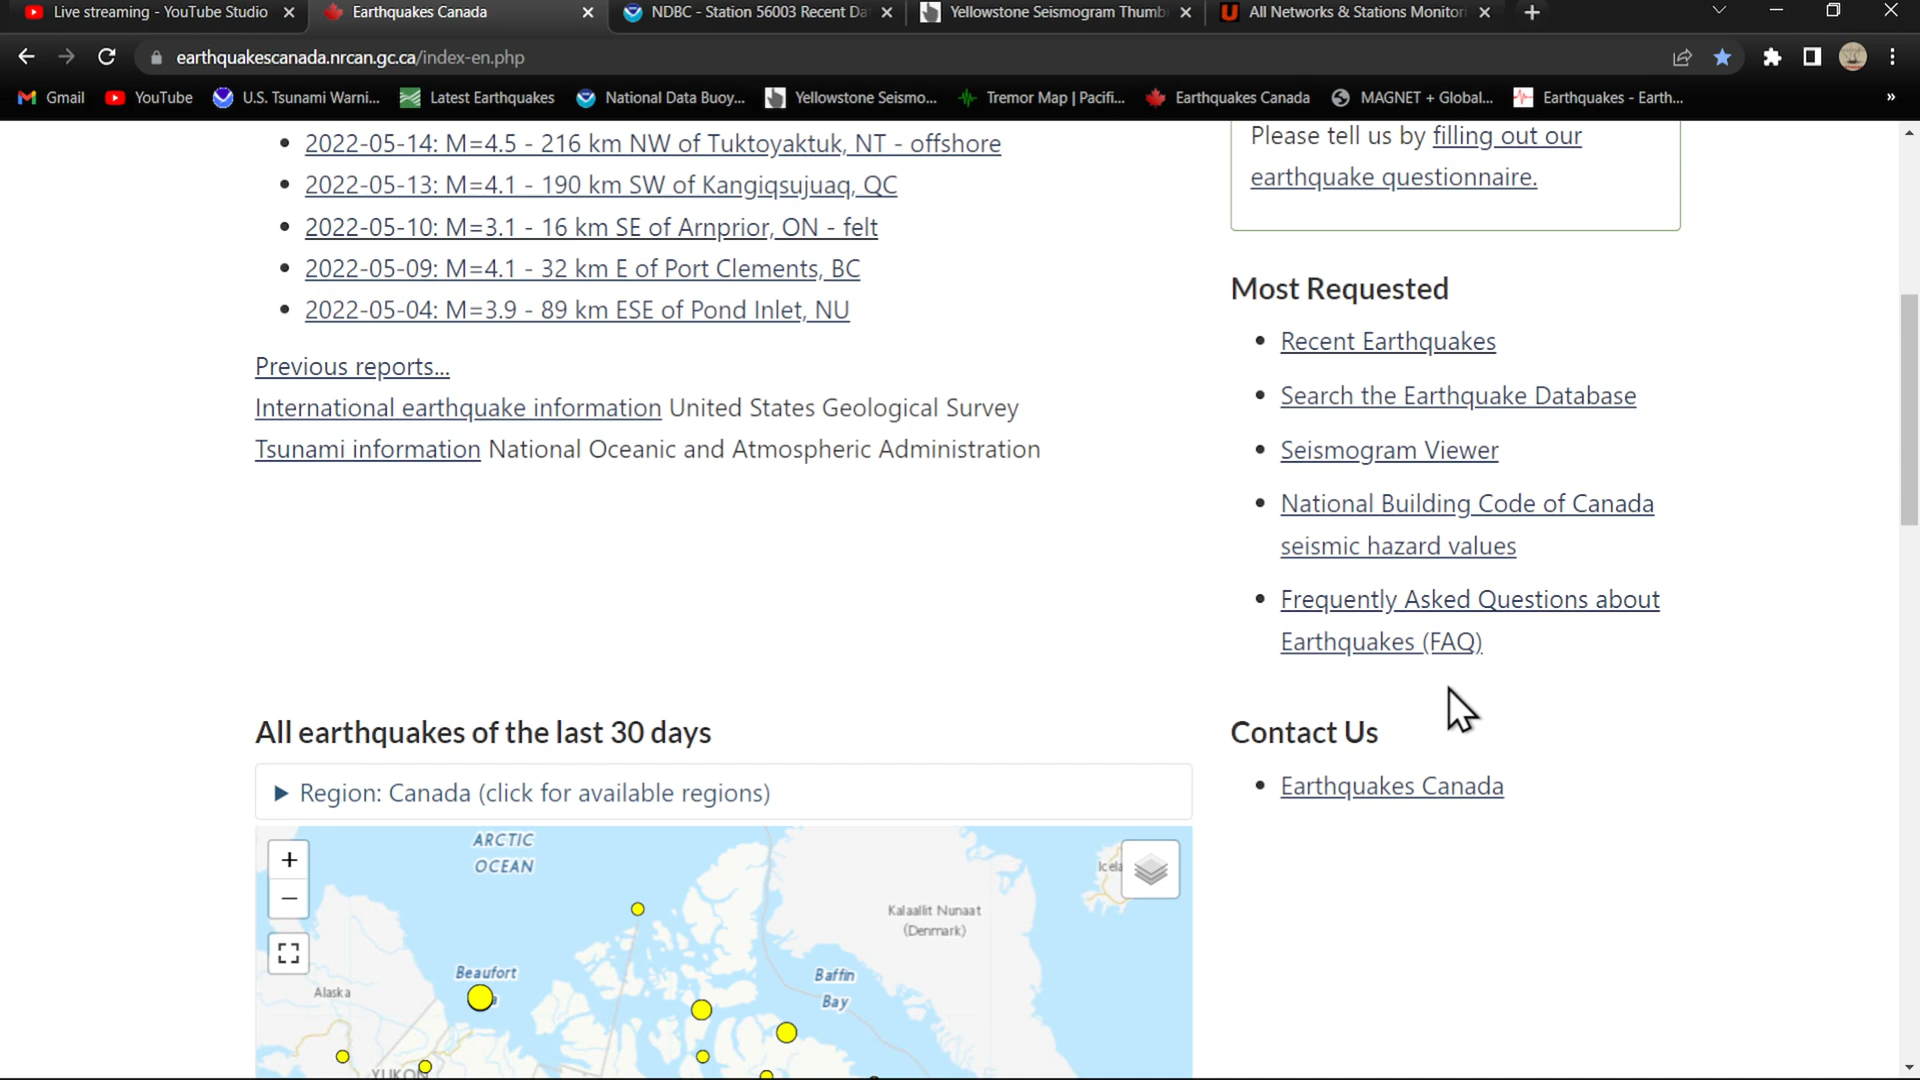 Live streaming - YouTube Studio
Earthquakes Canada
NDBC - Station 56003 Recent Da
Yellowstone Seismogram Thumb
All Networks & Stations Monitori
earthquakescanada.nrcan.gc.ca/index-en.php
Gmail
YouTube
U.S. Tsunami Warni...
Latest Earthquakes
National Data Buoy...
Yellowstone Seismo...
Tremor Map | Pacifi...
Earthquakes Canada
MAGNET + Global...
Earthquakes - Earth...
»
• 2022-05-14: M=4.5 - 216 km NW of Tuktoyaktuk, NT - offshore
• 2022-05-13: M=4.1 - 190 km SW of Kangiqsujuaq, QC
• 2022-05-10: M=3.1 - 16 km SE of Arnprior, ON - felt
• 2022-05-09: M=4.1 - 32 km E of Port Clements, BC
• 2022-05-04: M=3.9 - 89 km ESE of Pond Inlet, NU
Previous reports...
International earthquake information United States Geological Survey
Tsunami information National Oceanic and Atmospheric Administration
Please tell us by filling out our
earthquake questionnaire.
Most Requested
• Recent Earthquakes
• Search the Earthquake Database
• Seismogram Viewer
• National Building Code of Canada
seismic hazard values
• Frequently Asked Questions about
Earthquakes (FAQ)
Contact Us
• Earthquakes Canada
All earthquakes of the last 30 days
Region: Canada (click for available regions)
+
−
ARCTIC
OCEAN
Icela
Kalaallit Nunaat
(Denmark)
Beaufort
Baffin
Bay
Alaska
YUKON